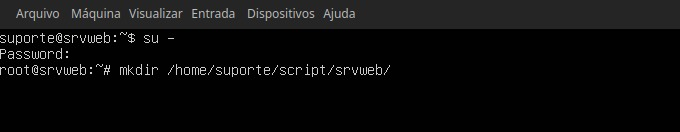 Arquivo Máquina Visualizar Entrada Dispositivos Ajuda
suporte@srvweb:~$ su -
Password:
root@srvweb:~# mkdir /home/suporte/script/srvweb/